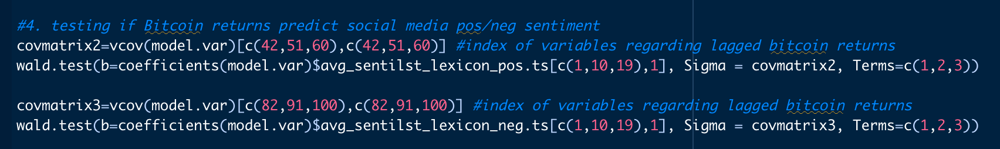 #4. testing if Bitcoin returns predict social media pos/neg sentiment
covmatrix2=vcov(model.var)[c(42,51,60),c(42,51,60)] #index of variables regarding lagged bitcoin returns
wald.test(b=coefficients(model.var)$avg_sentilst_lexicon_pos.ts[c(1,10,19),1], Sigma = covmatrix2, Terms=c(1,2,3))
covmatrix3=vcov(model.var)[c(82,91,100),c(82,91,100)] #index of variables regarding lagged bitcoin returns
wald.test(b=coefficients(model.var)$avg_sentilst_lexicon_neg.ts[c(1,10,19),1], Sigma = covmatrix3, Terms=c(1,2,3))